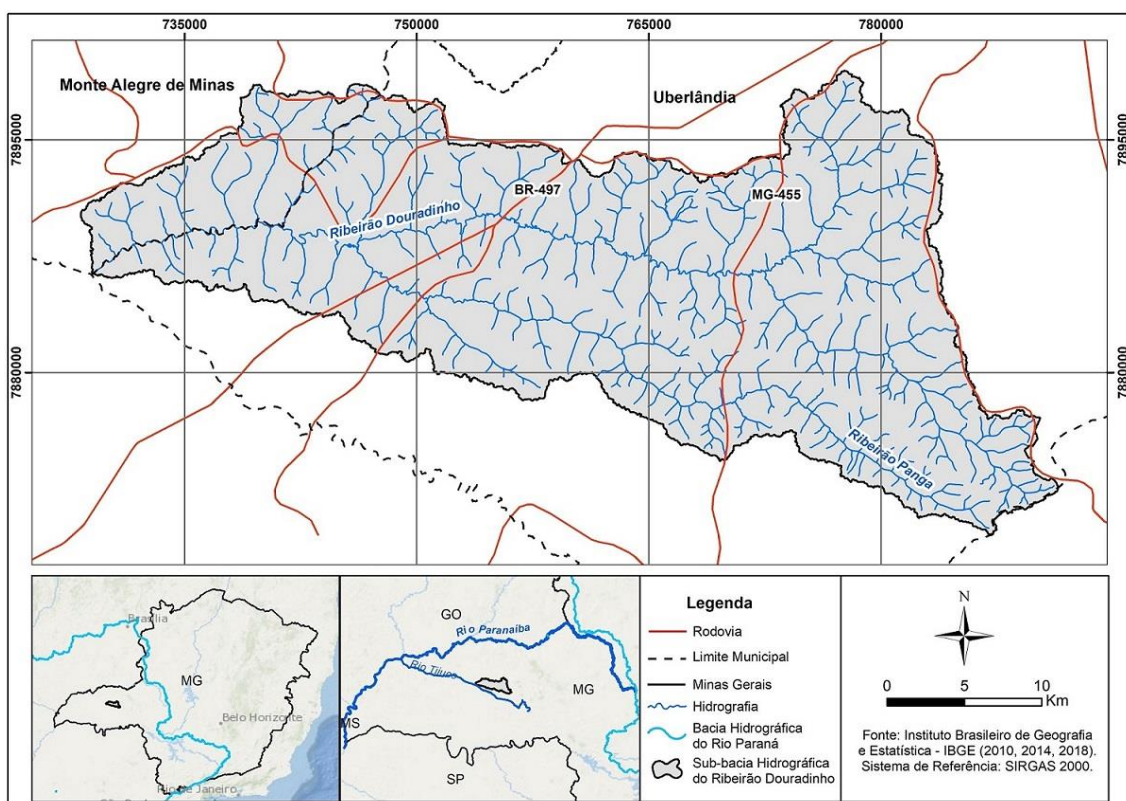 735000
750000
765000
780000
Monte Alegre de Minas
Uberlândia
7895000
7895000
BR-497
MG-455
Ribeirão Douradinho
7880000
7880000
Ribeirão Panga
Brasília
MG
Belo Horizonte
Rio de Janeiro
GO
Rio Paranaíba
Rio Tijuco
MG
MS
SP
Legenda
Rodovia
Limite Municipal
Minas Gerais
Hidrografia
Bacia Hidrográfica
do Rio Paraná
Sub-bacia Hidrográfica
do Ribeirão Douradinho
N
0
5
10
Km
Fonte: Instituto Brasileiro de Geografia
e Estatística - IBGE (2010, 2014, 2018).
Sistema de Referência: SIRGAS 2000.